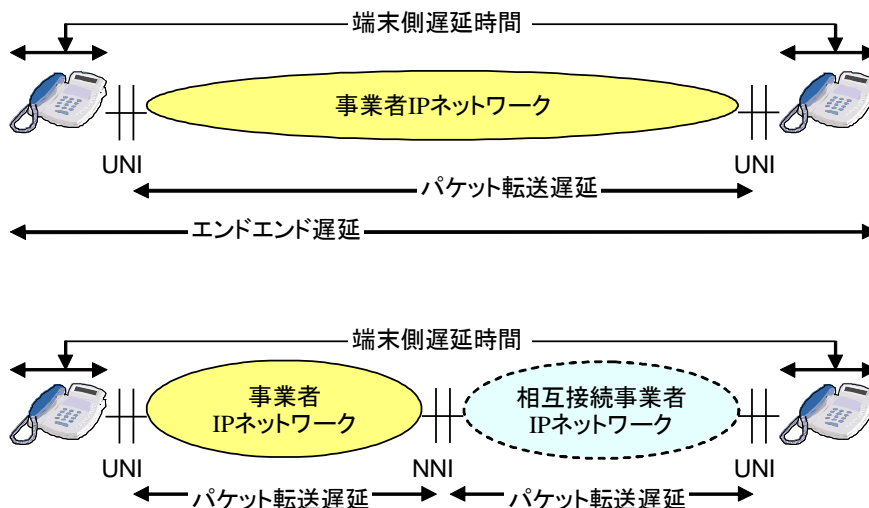 端末側遅延時間
事業者IPネットワーク
UNI
UNI
パケット転送遅延
エンドエンド遅延
端末側遅延時間
事業者
IPネットワーク
相互接続事業者
IPネットワーク
UNI
NNI
UNI
パケット転送遅延
パケット転送遅延